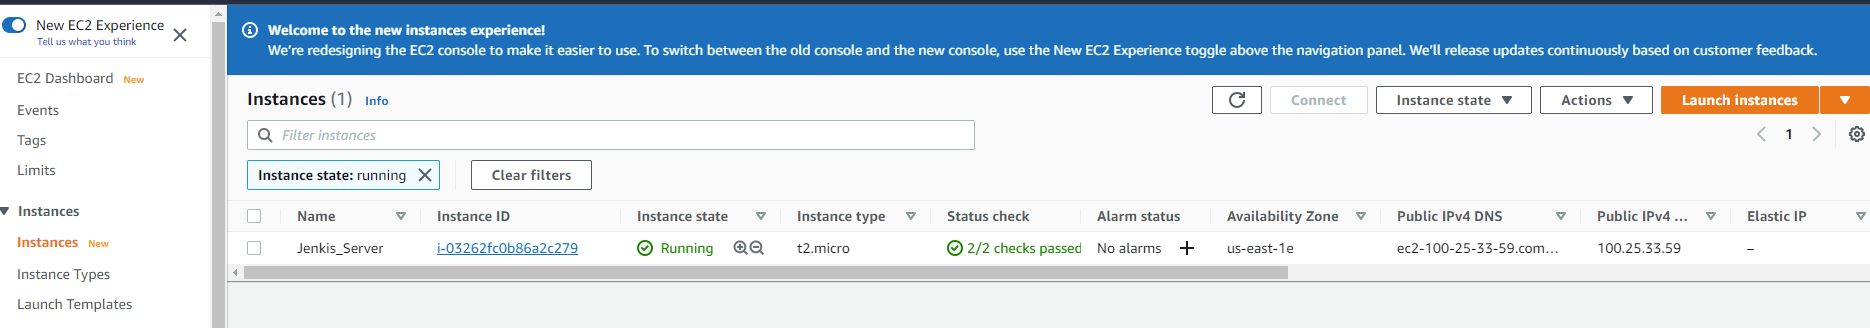 New EC2 Experience
Tell us what you think
EC2 Dashboard New
Events
Tags
Limits
Instances
Instances New
Instance Types
Launch Templates
Welcome to the new instances experience!
We're redesigning the EC2 console to make it easier to use. To switch between the old console and the new console, use the New EC2 Experience toggle above the navigation panel. We'll release updates continuously based on customer feedback.
Instances (1) Info
Connect Instance state Actions Launch instances
Filter instances
1
Instance state: running Clear filters
Name Instance ID Instance state Instance type Status check Alarm status Availability Zone Public IPv4 DNS Public IPv4 ... Elastic IP
Jenkis_Server i-03262fc0b86a2c279 Running t2.micro 2/2 checks passed No alarms + us-east-1e ec2-100-25-33-59.com... 100.25.33.59 –